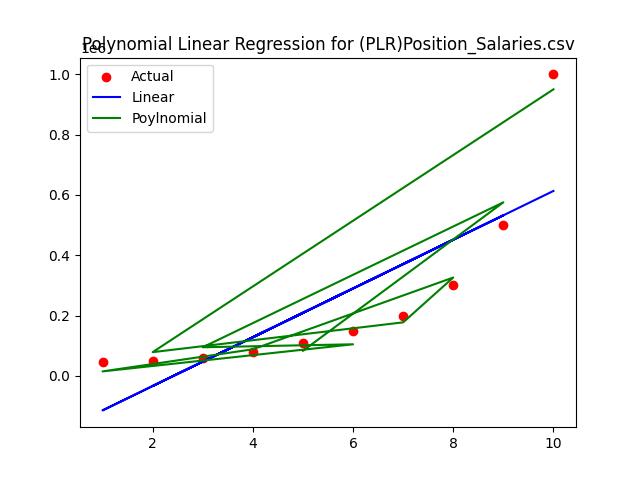 Polynomial Linear Regression for (PLR)Position_Salaries.csv
1e6
Actual
Linear
Poylnomial
1.0
0.8
0.6
0.4
0.2
0.0
2 4 6 8 10